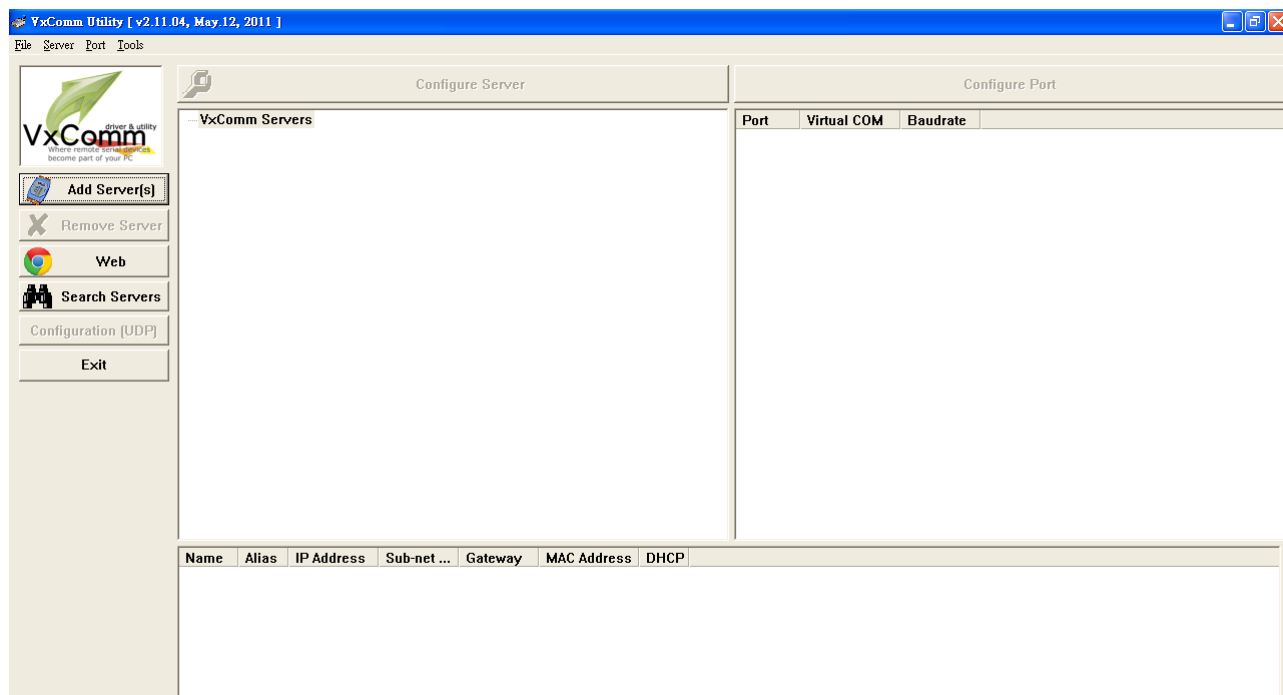 VxComm Utility [ v2.11.04, May.12, 2011 ]
File Server Port Tools
VxComm
driver & utility
Where remote serial devices
become part of your PC
Add Server(s)
Remove Server
Web
Search Servers
Configuration (UDP)
Exit
Configure Server
VxComm Servers
Configure Port
Port Virtual COM Baudrate
Name Alias IP Address Sub-net ... Gateway MAC Address DHCP